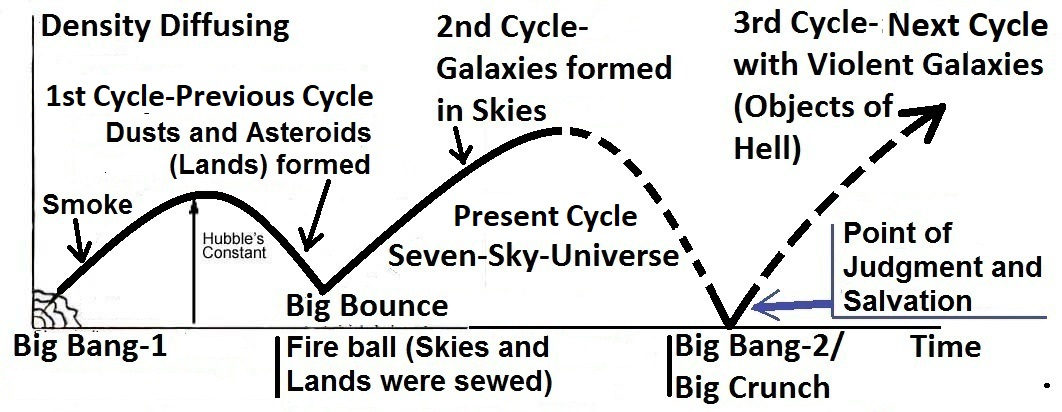 Density Diffusing
1st Cycle-Previous Cycle
Dusts and Asteroids
(Lands) formed
Smoke
Hubble's
Constant
2nd Cycle-
Galaxies formed
in Skies
Present Cycle
Seven-Sky-Universe
3rd Cycle- Next Cycle
with Violent Galaxies
(Objects of
Hell)
Point of
Judgment and
Salvation
Big Bounce
Big Bang-1
Fire ball (Skies and
Lands were sewed)
Big Bang-2/
Big Crunch
Time